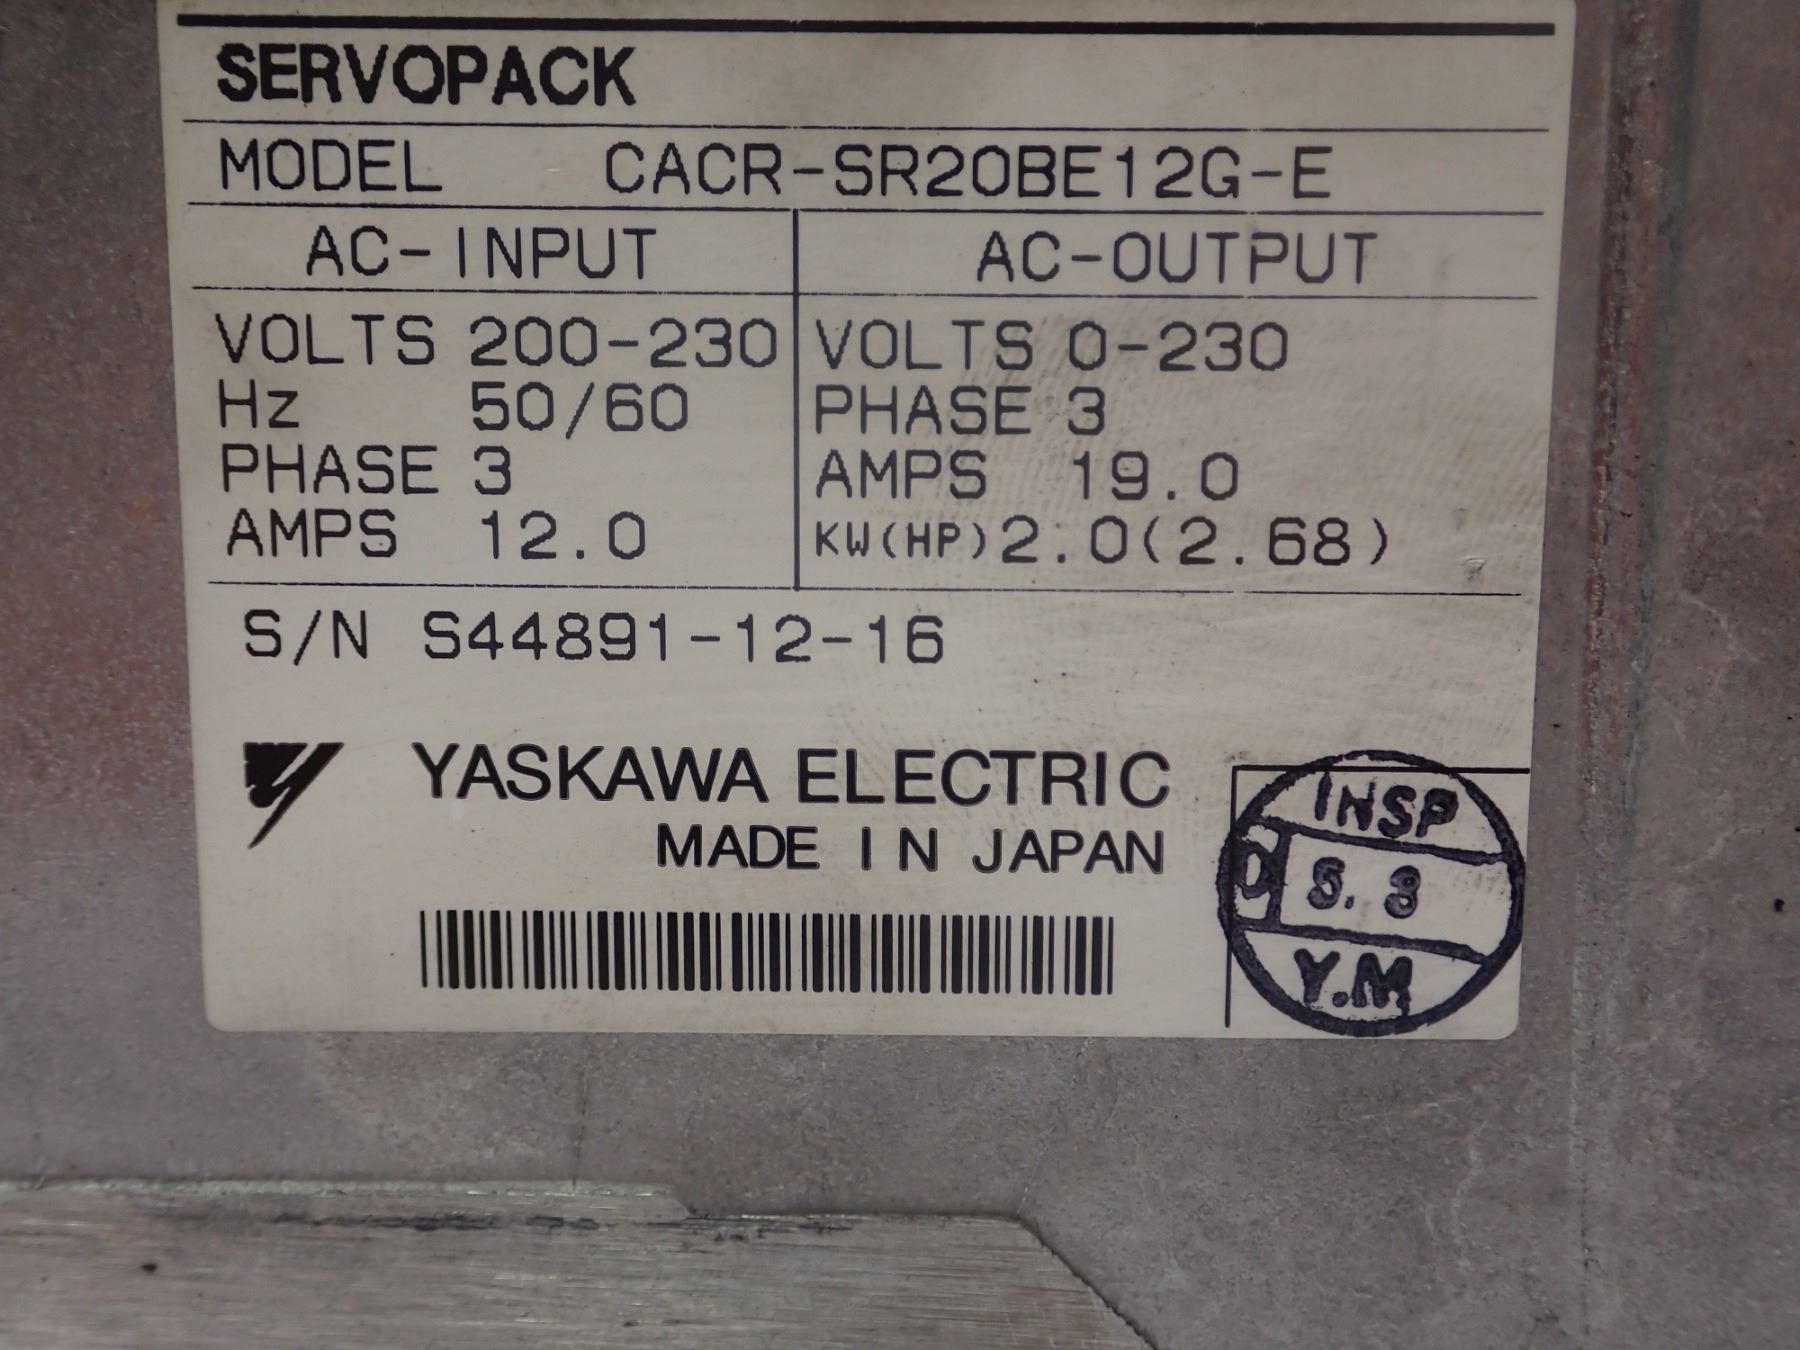 SERVOPACK
MODEL CACR-SR20BE12G-E
AC-INPUT AC-OUTPUT
VOLTS 200-230 VOLTS 0-230
Hz 50/60 PHASE 3
PHASE 3 AMPS 19.0
AMPS 12.0 KW(HP) 2.0(2.68)
S/N S44891-12-16
YASKAWA ELECTRIC
MADE IN JAPAN
INSP
Y.M